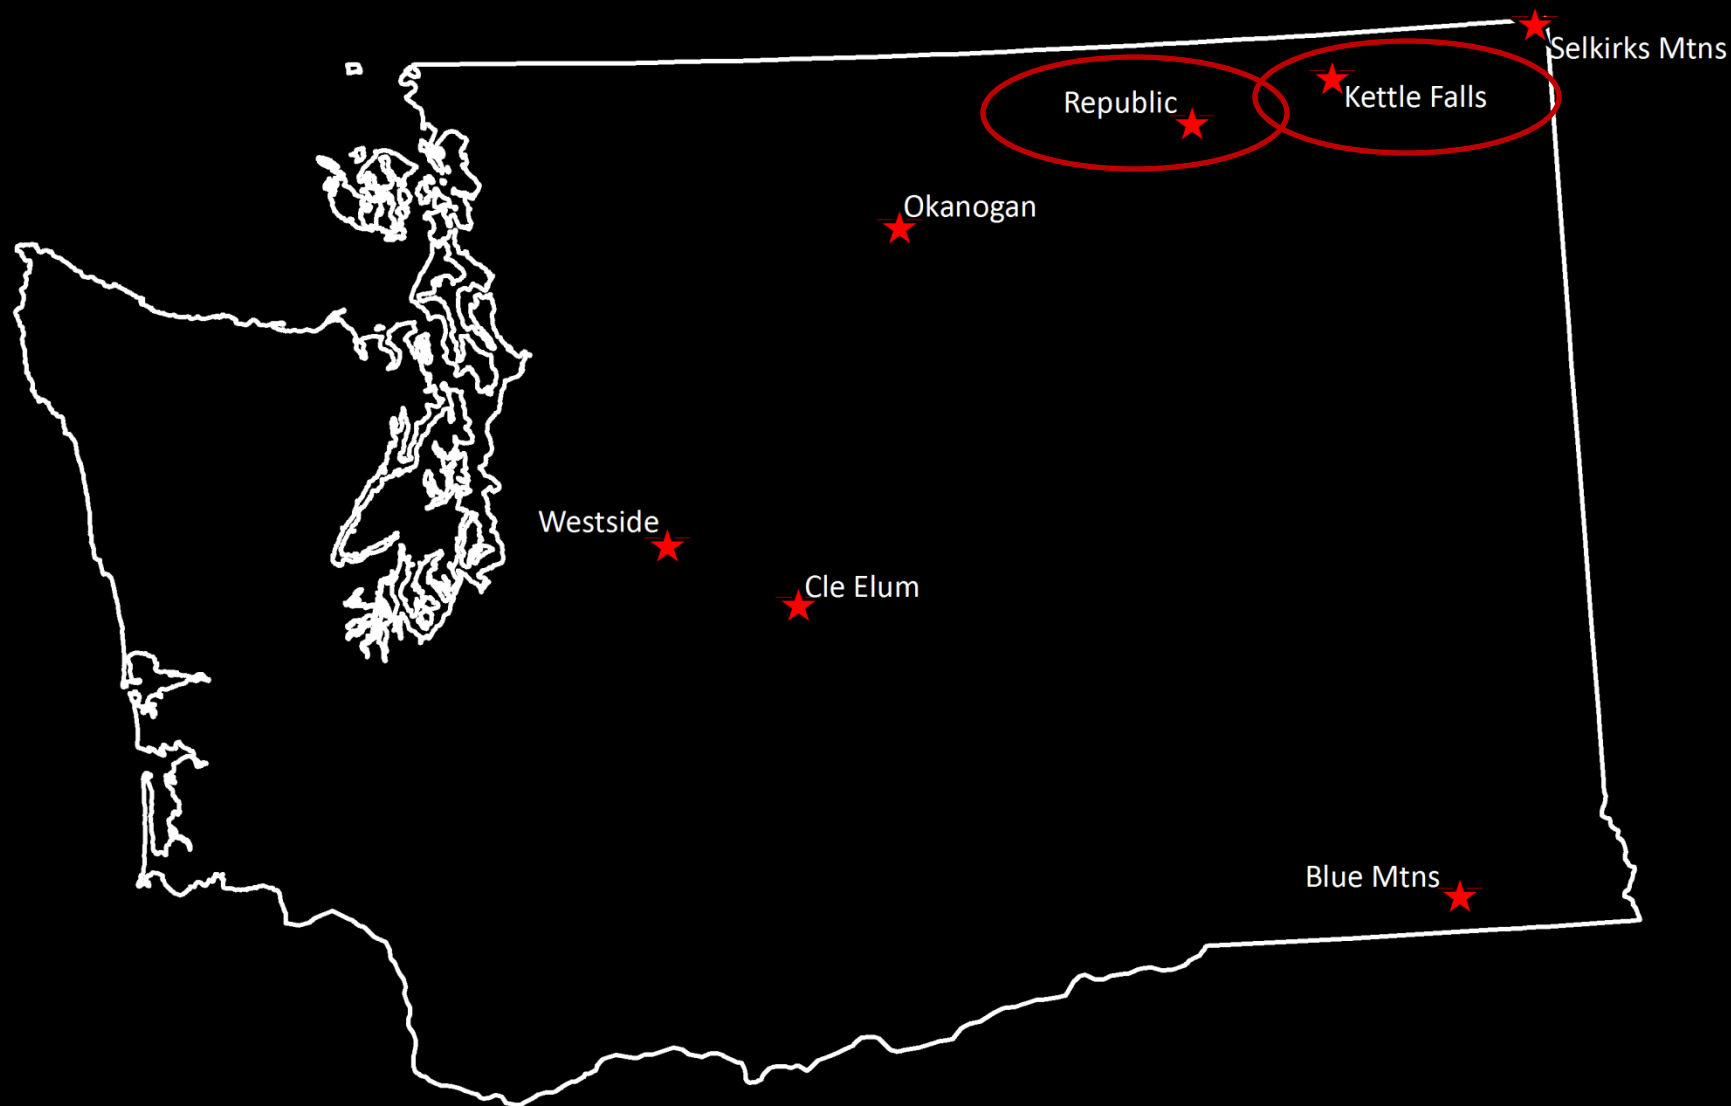 Selkirks Mtns
Republic
Kettle Falls
Okanogan
Westside
Cle Elum
Blue Mtns